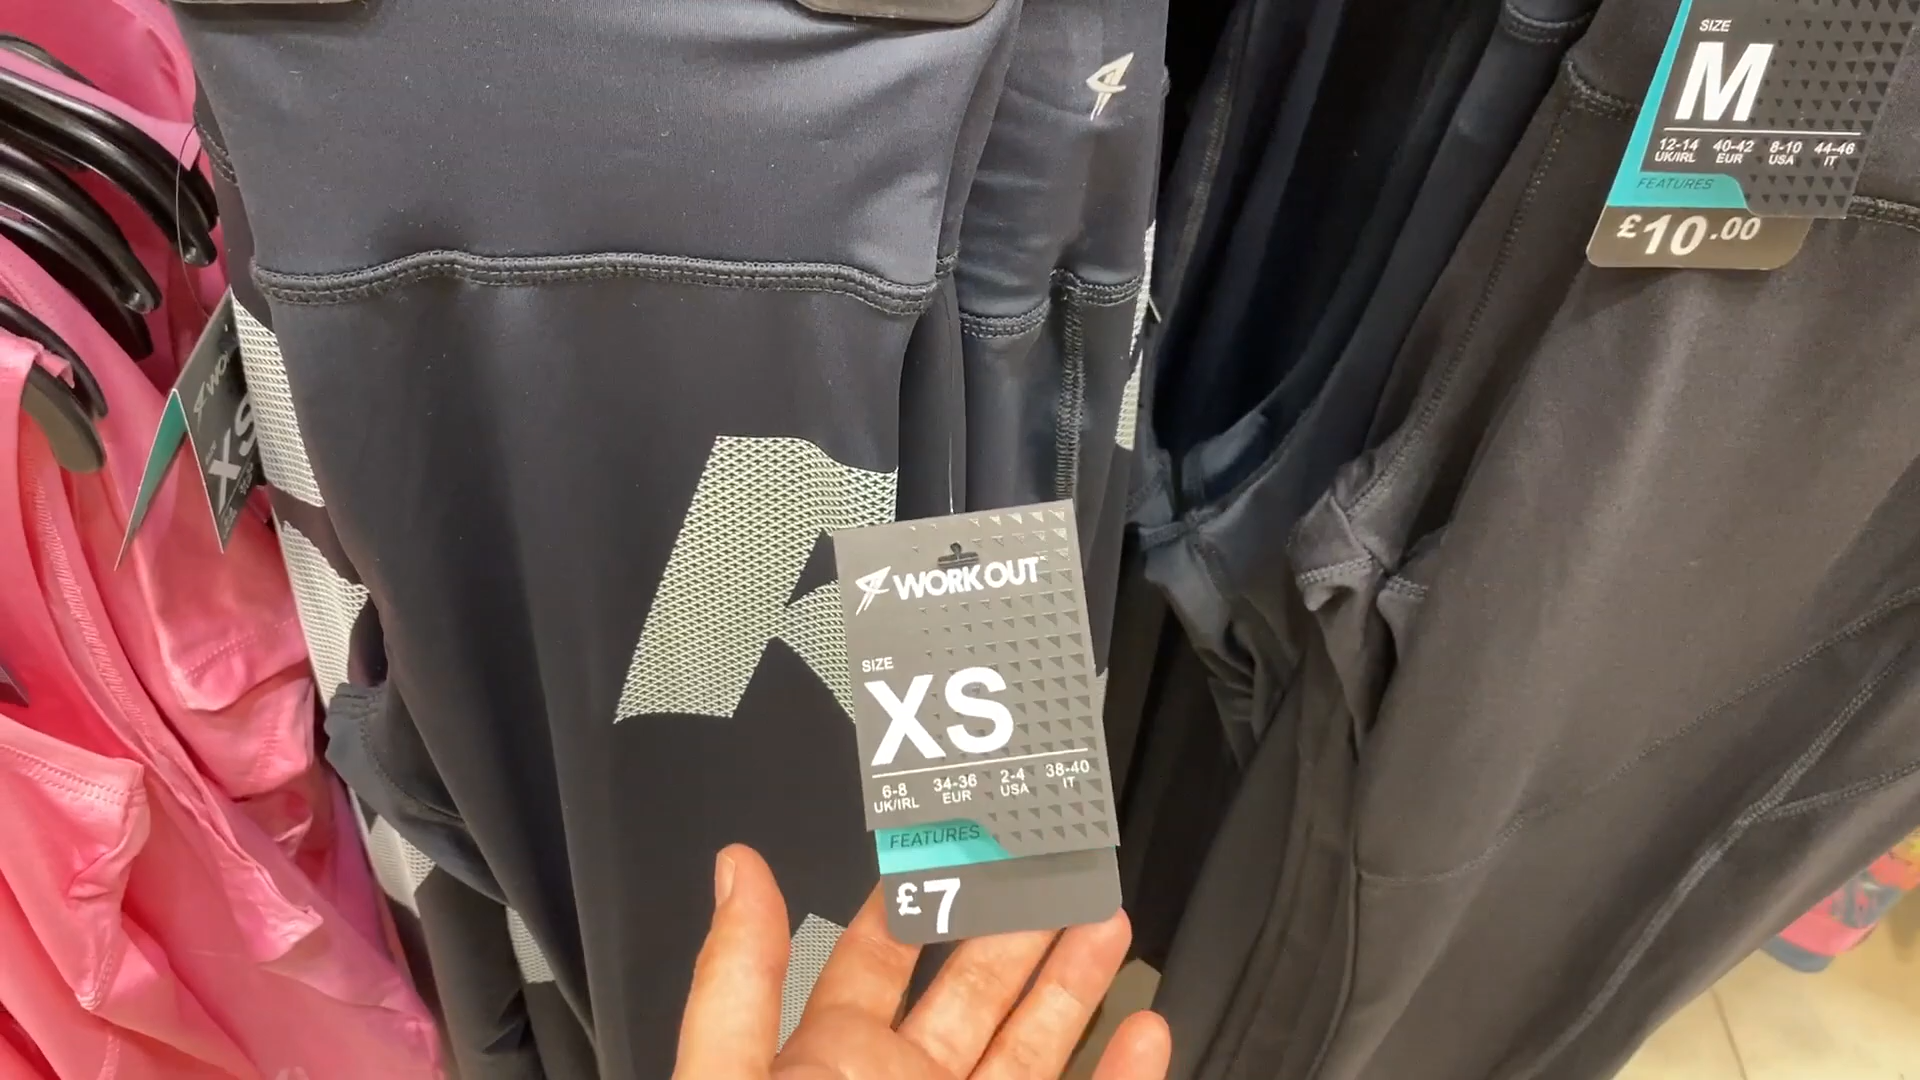 SIZE
M
12-14 40-42 8-10 44-46
UK/IRL EUR USA IT
FEATURES
£10.00
XS
WORK OUT
SIZE
XS
6-8 34-36 2-4 38-40
UK/IRL EUR USA IT
FEATURES
£7